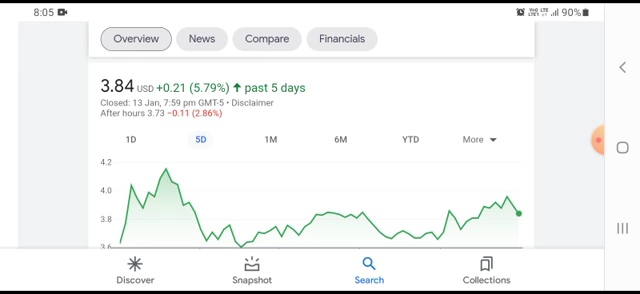 8:05 90%
Overview News Compare Financials
3.84 USD +0.21 (5.79%) ↑ past 5 days
Closed: 13 Jan, 7:59 pm GMT-5 • Disclaimer
After hours 3.73 −0.11 (2.86%)
1D 5D 1M 6M YTD More
4.2
4.0
3.8
3.6
Discover Snapshot Search Collections